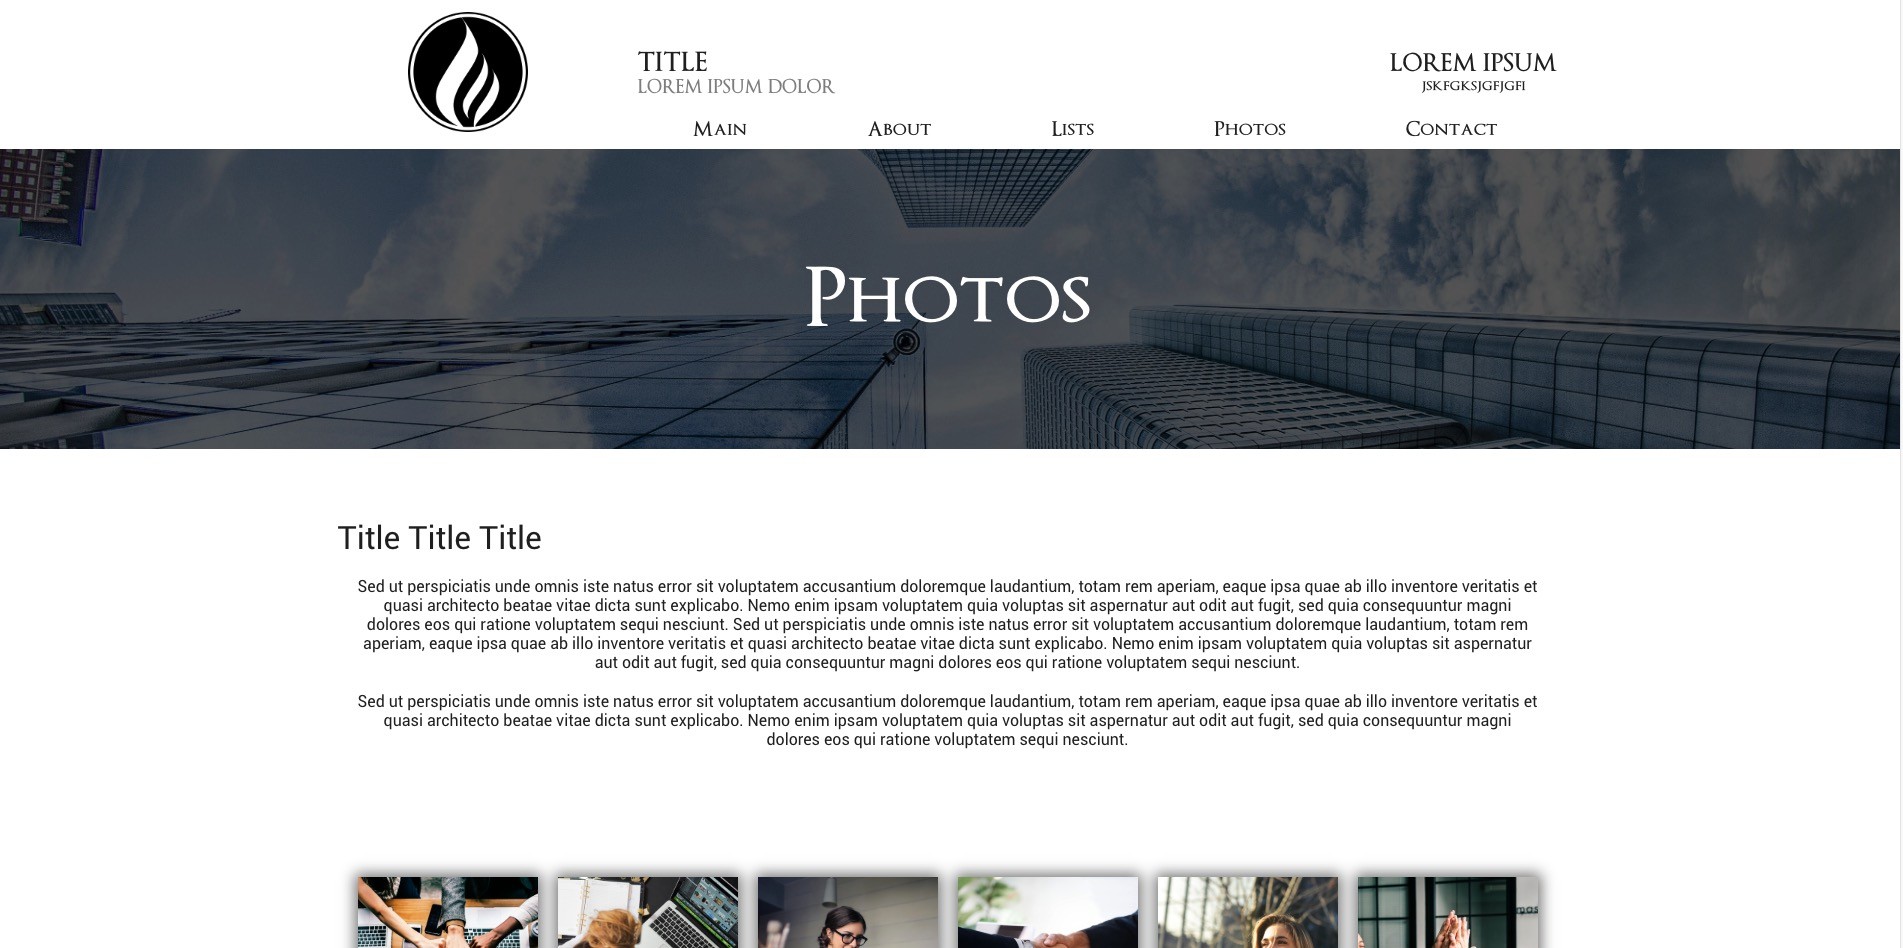 TITLE
LOREM IPSUM DOLOR
LOREM IPSUM
JSKFGKSJGFJGFI
Main
About
Lists
Photos
Contact
Photos
Title Title Title
Sed ut perspiciatis unde omnis iste natus error sit voluptatem accusantium doloremque laudantium, totam rem aperiam, eaque ipsa quae ab illo inventore veritatis et
quasi architecto beatae vitae dicta sunt explicabo. Nemo enim ipsam voluptatem quia voluptas sit aspernatur aut odit aut fugit, sed quia consequuntur magni
dolores eos qui ratione voluptatem sequi nesciunt. Sed ut perspiciatis unde omnis iste natus error sit voluptatem accusantium doloremque laudantium, totam rem
aperiam, eaque ipsa quae ab illo inventore veritatis et quasi architecto beatae vitae dicta sunt explicabo. Nemo enim ipsam voluptatem quia voluptas sit aspernatur
aut odit aut fugit, sed quia consequuntur magni dolores eos qui ratione voluptatem sequi nesciunt.
Sed ut perspiciatis unde omnis iste natus error sit voluptatem accusantium doloremque laudantium, totam rem aperiam, eaque ipsa quae ab illo inventore veritatis et
quasi architecto beatae vitae dicta sunt explicabo. Nemo enim ipsam voluptatem quia voluptas sit aspernatur aut odit aut fugit, sed quia consequuntur magni
dolores eos qui ratione voluptatem sequi nesciunt.